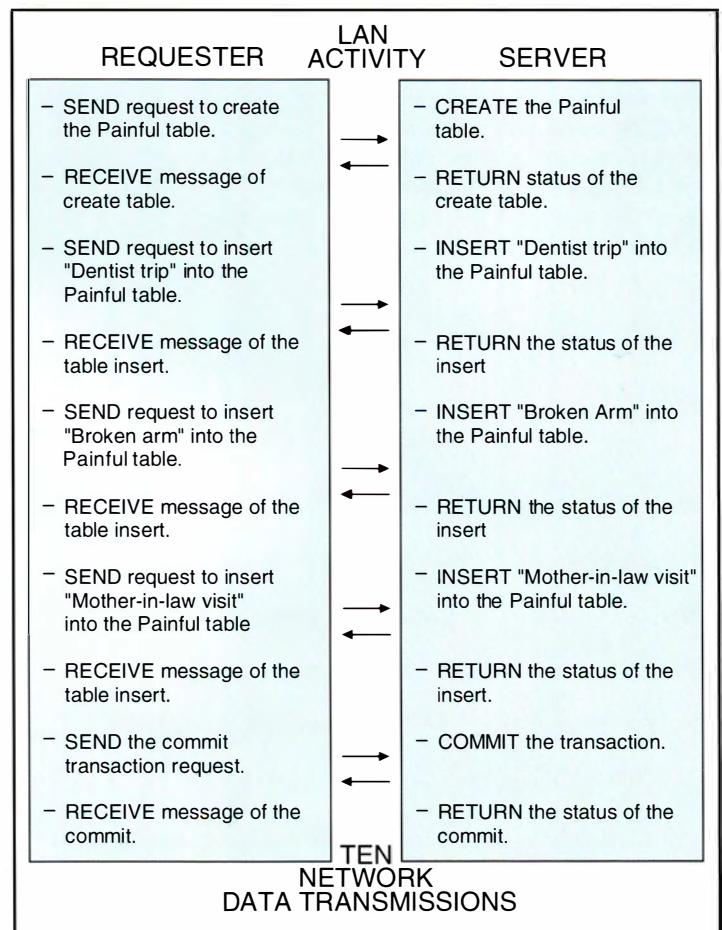 LAN
REQUESTER ACTIVITY SERVER
– SEND request to create
the Painful table.
– RECEIVE message of
create table.
– SEND request to insert
"Dentist trip" into the
Painful table.
– RECEIVE message of the
table insert.
– SEND request to insert
"Broken arm" into the
Painful table.
– RECEIVE message of the
table insert.
– SEND request to insert
"Mother-in-law visit"
into the Painful table
– RECEIVE message of the
table insert.
– SEND the commit
transaction request.
– RECEIVE message of the
commit.
– CREATE the Painful
table.
– RETURN status of the
create table.
– INSERT "Dentist trip" into
the Painful table.
– RETURN the status of the
insert
– INSERT "Broken Arm" into
the Painful table.
– RETURN the status of the
insert
– INSERT "Mother-in-law visit"
into the Painful table.
– RETURN the status of the
insert.
– COMMIT the transaction.
– RETURN the status of the
commit.
TEN
NETWORK
DATA TRANSMISSIONS